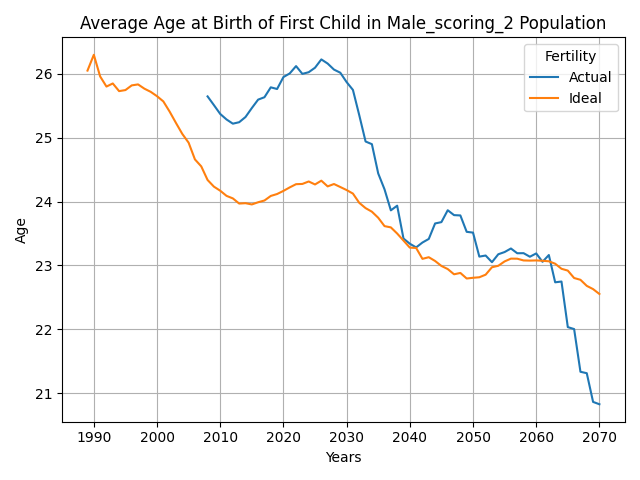 Average Age at Birth of First Child in Male_scoring_2 Population
Fertility
Actual
Ideal
26
25
24
23
22
21
Age
1990
2000
2010
2020
2030
2040
2050
2060
2070
Years